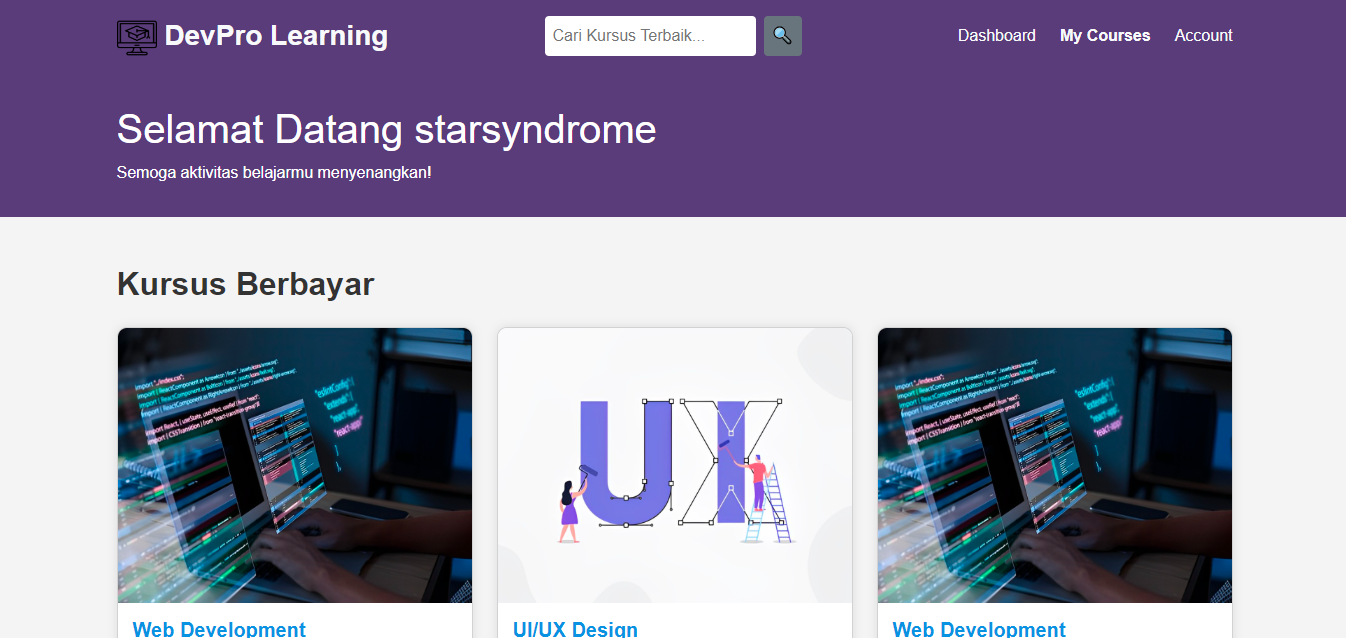 DevPro Learning
Cari Kursus Terbaik...
Dashboard
My Courses
Account
Selamat Datang starsyndrome
Semoga aktivitas belajarmu menyenangkan!
Kursus Berbayar
UX
Web Development
UI/UX Design
Web Development